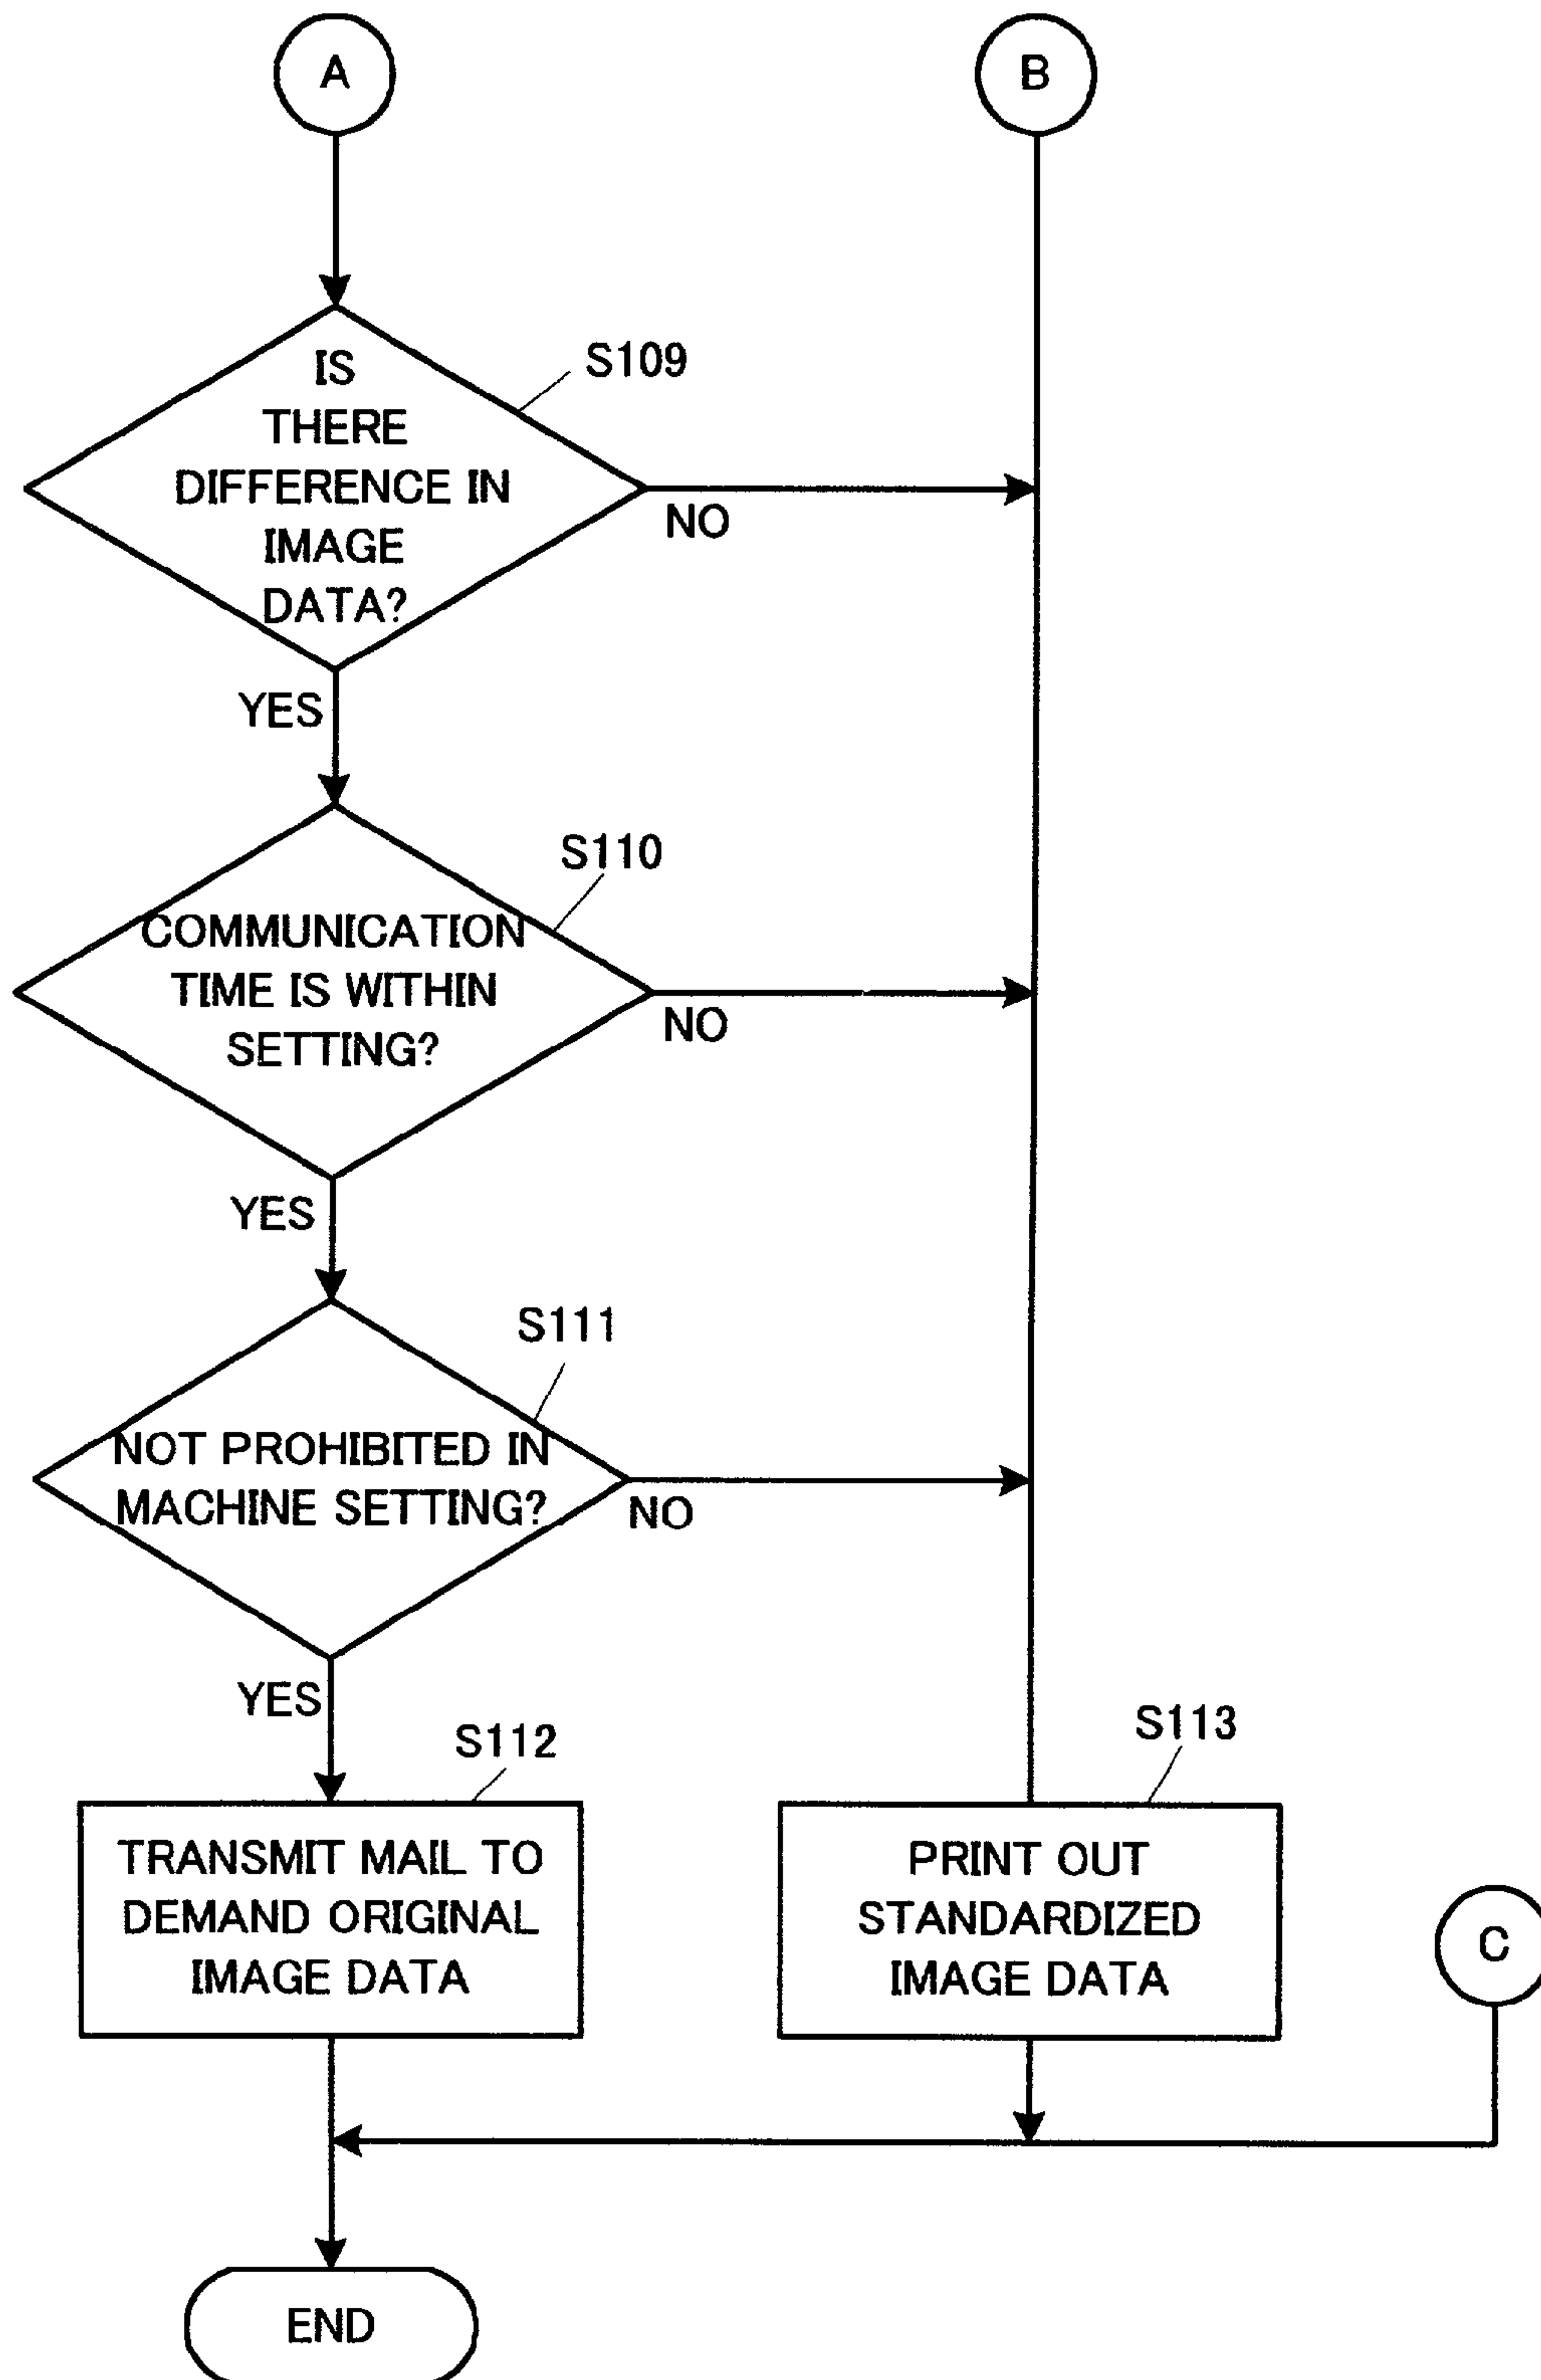 A
B
S109
IS
THERE
DIFFERENCE IN
IMAGE
DATA?
NO
YES
S110
COMMUNICATION
TIME IS WITHIN
SETTING?
NO
YES
S111
NOT PROHIBITED IN
MACHINE SETTING?
NO
YES
S112
TRANSMIT MAIL TO
DEMAND ORIGINAL
IMAGE DATA
S113
PRINT OUT
STANDARDIZED
IMAGE DATA
C
END